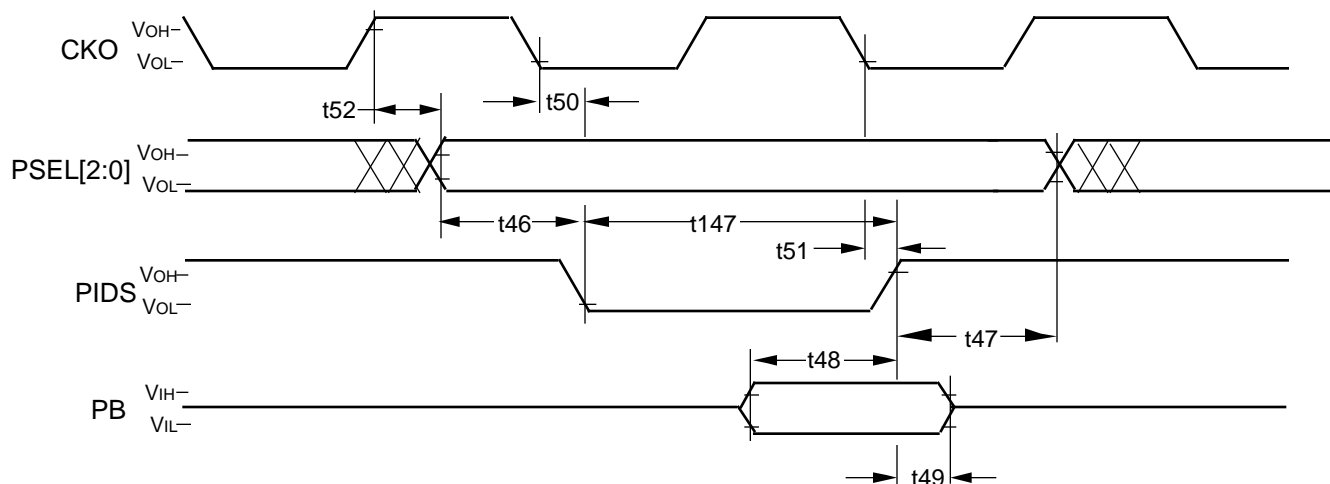 CKO
VOH
VOL
t52
t50
PSEL[2:0]
VOH
VOL
t46
t147
t51
PIDS
VOH
VOL
t47
t48
PB
VIH
VIL
t49